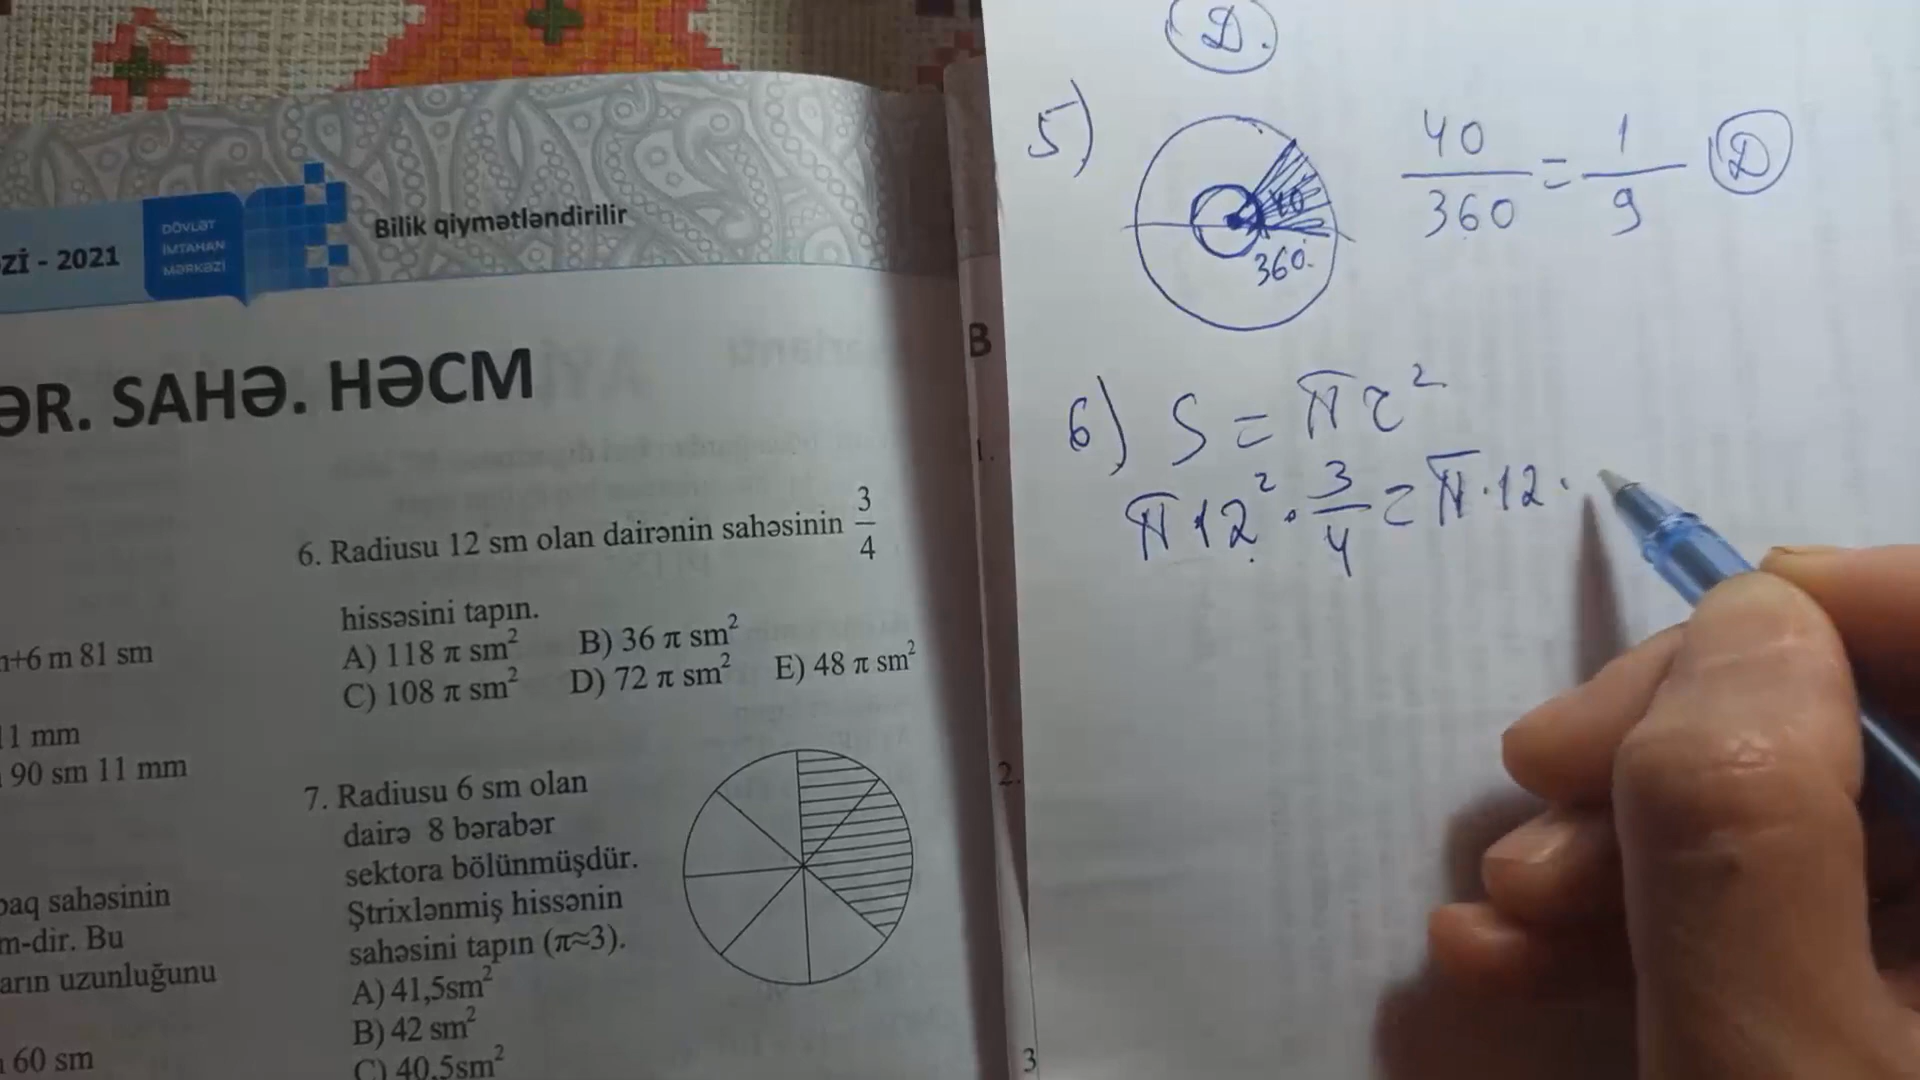 Zİ - 2021
DÖVLƏT
İMTAHAN
MƏRKƏZİ
Bilik qiymətləndirilir
ƏR. SAHƏ. HƏCM
+6 m 81 sm
1 mm
90 sm 11 mm
sahəsinin
m-dir. Bu
uzunluğunu
60 sm
6. Radiusu 12 sm olan dairənin sahəsinin 3/4
hissəsini tapın.
A) 118 π sm² B) 36 π sm²
C) 108 π sm² D) 72 π sm² E) 48 π sm²
7. Radiusu 6 sm olan
dairə 8 bərabər
sektora bölünmüşdür.
Ştrixlənmiş hissənin
sahəsini tapın (π≈3).
A) 41,5sm²
B) 42 sm²
C) 40,5sm²
B
1.
2.
3
D.
5) 40/360 = 1/9 D
40
360.
6) S = πr²
π·12² · 3/4 = π·12·